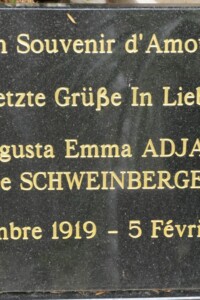 n Souvenir d'Amou
etzte Grüße In Lieb
gusta Emma ADJA
e SCHWEINBERGE
mbre 1919 - 5 Févri